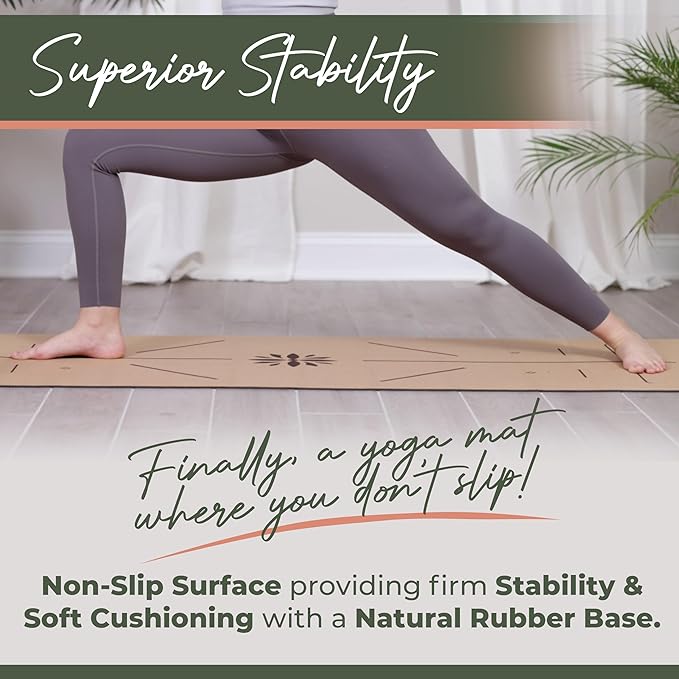 Superior Stability
Finally, a yoga mat
where you don't slip!
Non-Slip Surface providing firm Stability &
Soft Cushioning with a Natural Rubber Base.